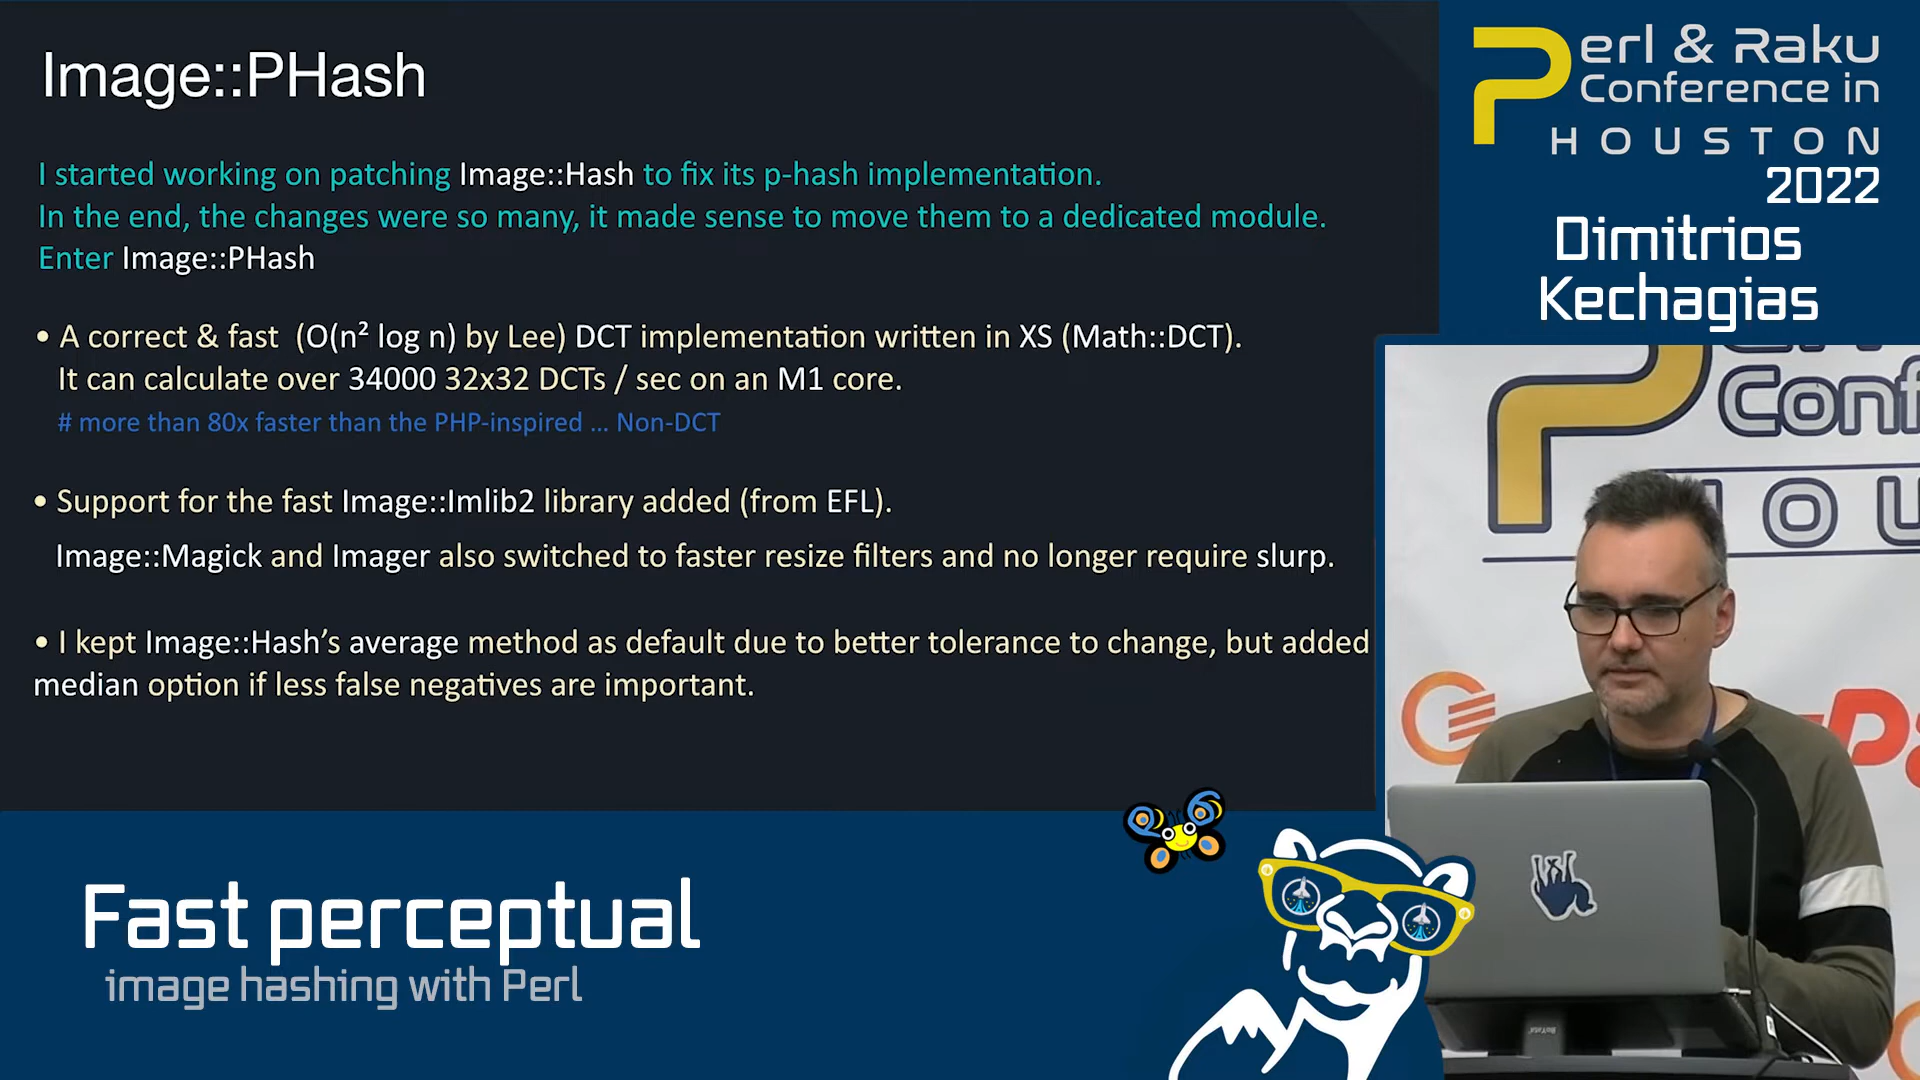 Image::PHash
I started working on patching Image::Hash to fix its p-hash implementation.
In the end, the changes were so many, it made sense to move them to a dedicated module.
Enter Image::PHash
• A correct & fast (O(n² log n) by Lee) DCT implementation written in XS (Math::DCT).
It can calculate over 34000 32x32 DCTs / sec on an M1 core.
# more than 80x faster than the PHP-inspired ... Non-DCT
• Support for the fast Image::Imlib2 library added (from EFL).
Image::Magick and Imager also switched to faster resize filters and no longer require slurp.
• I kept Image::Hash’s average method as default due to better tolerance to change, but added
median option if less false negatives are important.
Perl & Raku
Conference in
HOUSTON
2022
Dimitrios
Kechagias
Conf
HOU
Fast perceptual
image hashing with Perl